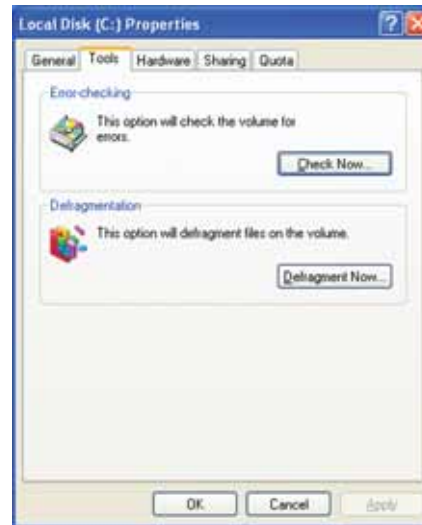 Local Disk (C:) Properties
General Tools Hardware Sharing Quota
Error-checking
This option will check the volume for
errors.
Check Now...
Defragmentation
This option will defragment files on the volume.
Defragment Now...
OK Cancel Apply